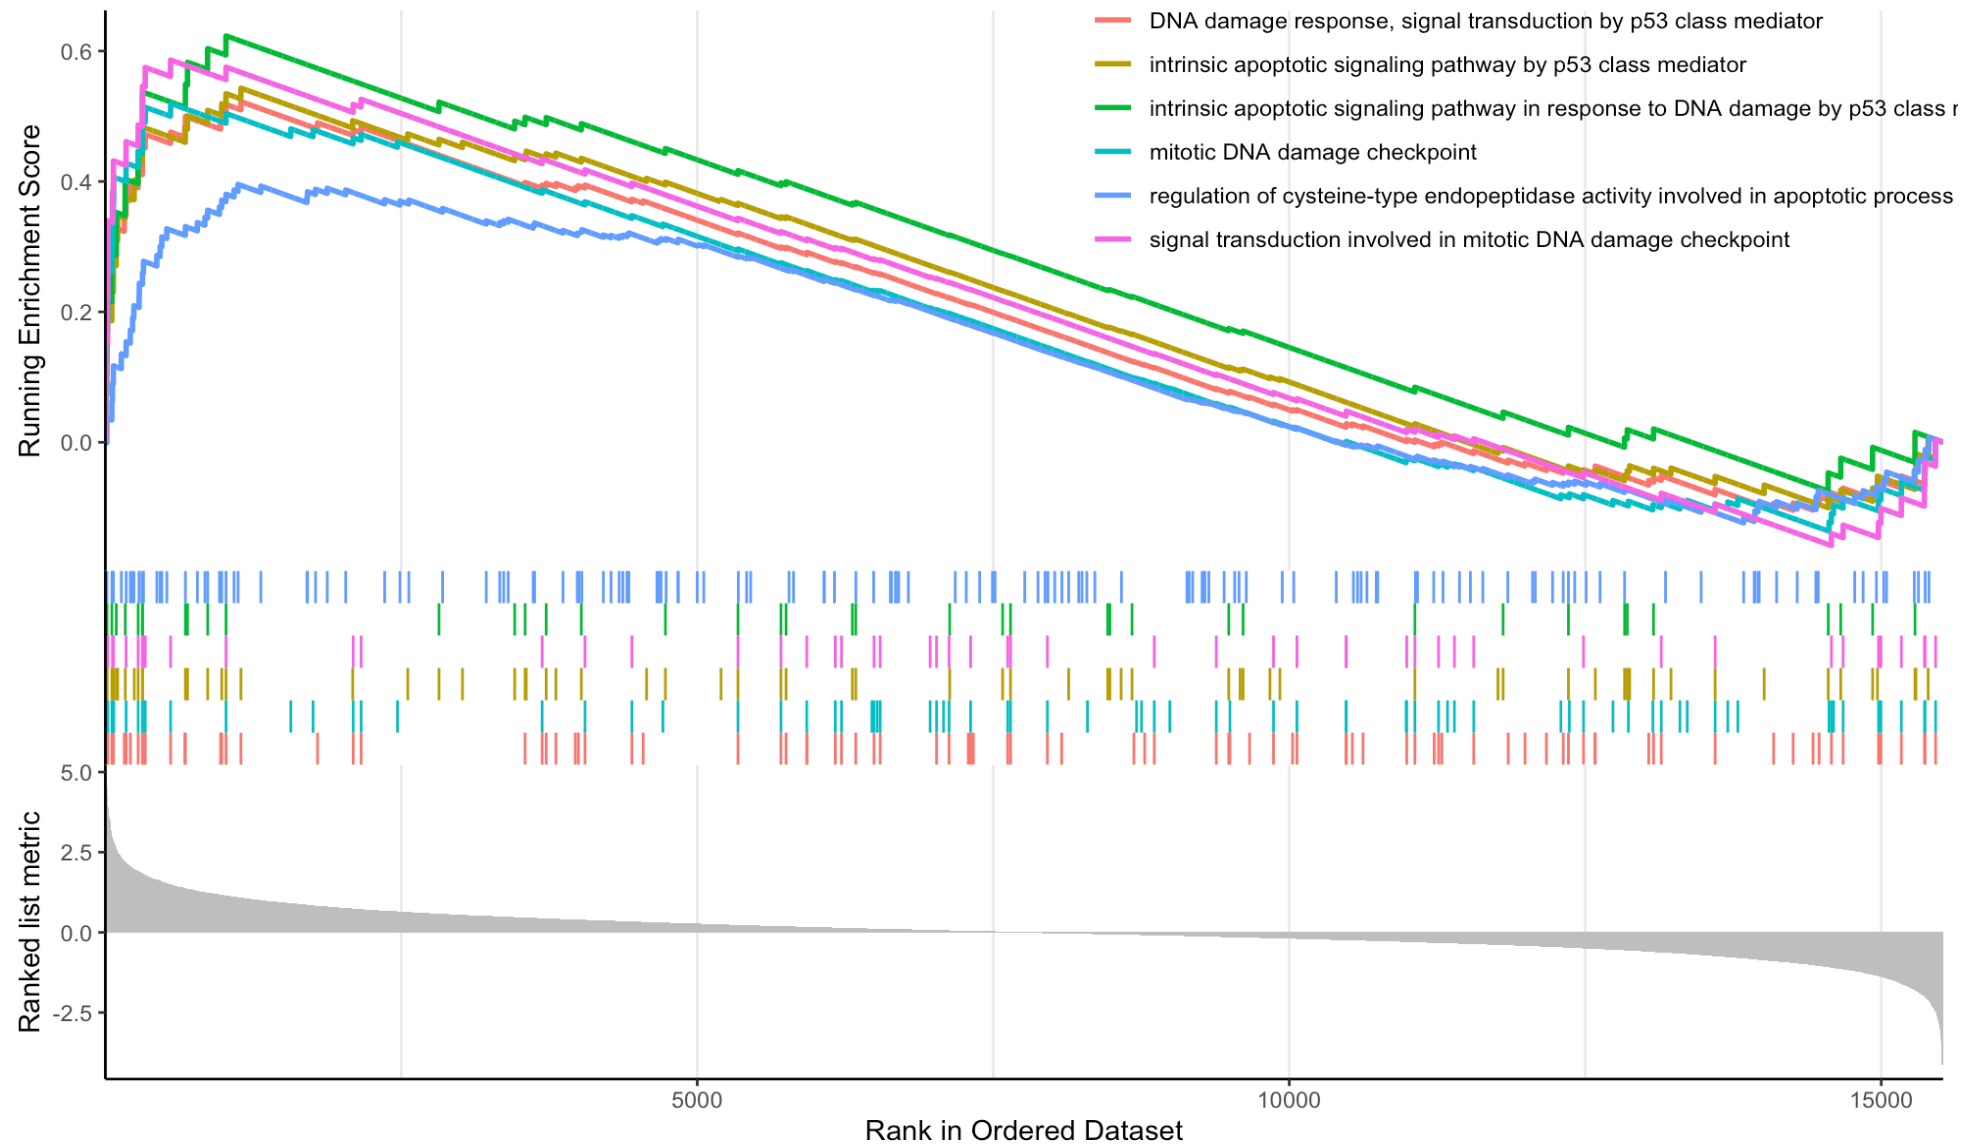 DNA damage response, signal transduction by p53 class mediator
intrinsic apoptotic signaling pathway by p53 class mediator
intrinsic apoptotic signaling pathway in response to DNA damage by p53 class
mitotic DNA damage checkpoint
regulation of cysteine-type endopeptidase activity involved in apoptotic process
signal transduction involved in mitotic DNA damage checkpoint
Running Enrichment Score
0.6
0.4
0.2
0.0
Ranked list metric
5.0
2.5
0.0
-2.5
5000
10000
15000
Rank in Ordered Dataset